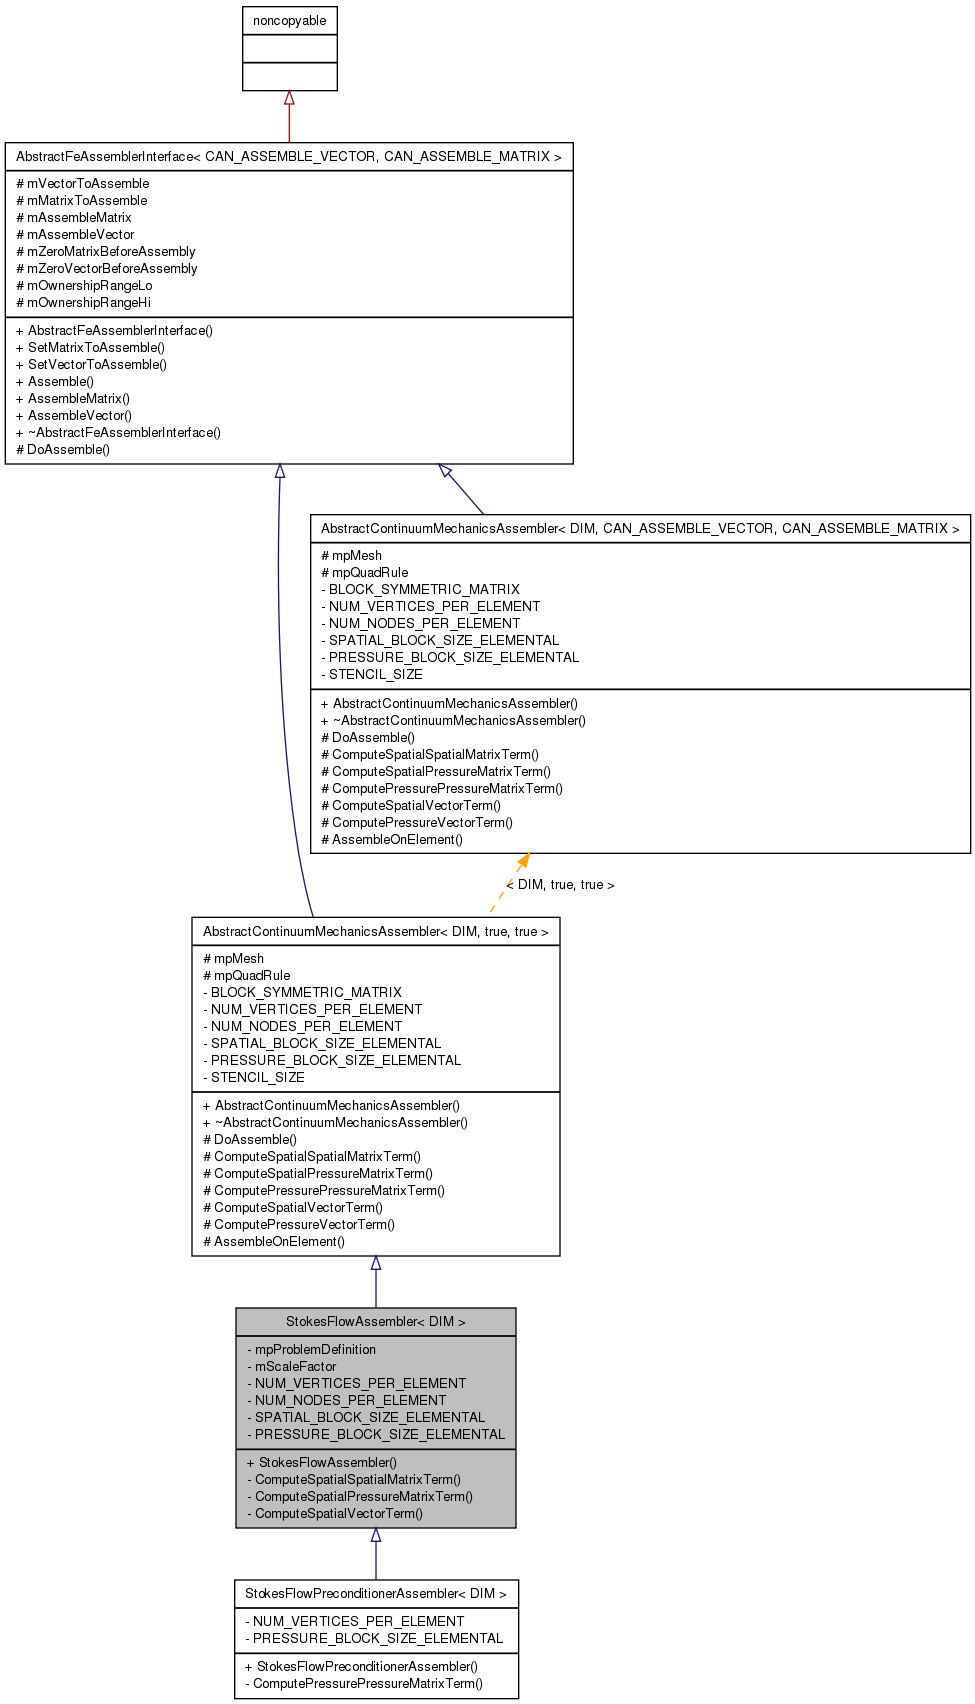 noncopyable
AbstractFeAssemblerInterface< CAN_ASSEMBLE_VECTOR, CAN_ASSEMBLE_MATRIX >
# mVectorToAssemble
# mMatrixToAssemble
# mAssembleMatrix
# mAssembleVector
# mZeroMatrixBeforeAssembly
# mZeroVectorBeforeAssembly
# mOwnershipRangeLo
# mOwnershipRangeHi
+ AbstractFeAssemblerInterface()
+ SetMatrixToAssemble()
+ SetVectorToAssemble()
+ Assemble()
+ AssembleMatrix()
+ AssembleVector()
+ ~AbstractFeAssemblerInterface()
# DoAssemble()
AbstractContinuumMechanicsAssembler< DIM, CAN_ASSEMBLE_VECTOR, CAN_ASSEMBLE_MATRIX >
# mpMesh
# mpQuadRule
- BLOCK_SYMMETRIC_MATRIX
- NUM_VERTICES_PER_ELEMENT
- NUM_NODES_PER_ELEMENT
- SPATIAL_BLOCK_SIZE_ELEMENTAL
- PRESSURE_BLOCK_SIZE_ELEMENTAL
- STENCIL_SIZE
+ AbstractContinuumMechanicsAssembler()
+ ~AbstractContinuumMechanicsAssembler()
# DoAssemble()
# ComputeSpatialSpatialMatrixTerm()
# ComputeSpatialPressureMatrixTerm()
# ComputePressurePressureMatrixTerm()
# ComputeSpatialVectorTerm()
# ComputePressureVectorTerm()
# AssembleOnElement()
< DIM, true, true >
AbstractContinuumMechanicsAssembler< DIM, true, true >
# mpMesh
# mpQuadRule
- BLOCK_SYMMETRIC_MATRIX
- NUM_VERTICES_PER_ELEMENT
- NUM_NODES_PER_ELEMENT
- SPATIAL_BLOCK_SIZE_ELEMENTAL
- PRESSURE_BLOCK_SIZE_ELEMENTAL
- STENCIL_SIZE
+ AbstractContinuumMechanicsAssembler()
+ ~AbstractContinuumMechanicsAssembler()
# DoAssemble()
# ComputeSpatialSpatialMatrixTerm()
# ComputeSpatialPressureMatrixTerm()
# ComputePressurePressureMatrixTerm()
# ComputeSpatialVectorTerm()
# ComputePressureVectorTerm()
# AssembleOnElement()
StokesFlowAssembler< DIM >
- mpProblemDefinition
- mScaleFactor
- NUM_VERTICES_PER_ELEMENT
- NUM_NODES_PER_ELEMENT
- SPATIAL_BLOCK_SIZE_ELEMENTAL
- PRESSURE_BLOCK_SIZE_ELEMENTAL
+ StokesFlowAssembler()
- ComputeSpatialSpatialMatrixTerm()
- ComputeSpatialPressureMatrixTerm()
- ComputeSpatialVectorTerm()
StokesFlowPreconditionerAssembler< DIM >
- NUM_VERTICES_PER_ELEMENT
- PRESSURE_BLOCK_SIZE_ELEMENTAL
+ StokesFlowPreconditionerAssembler()
- ComputePressurePressureMatrixTerm()